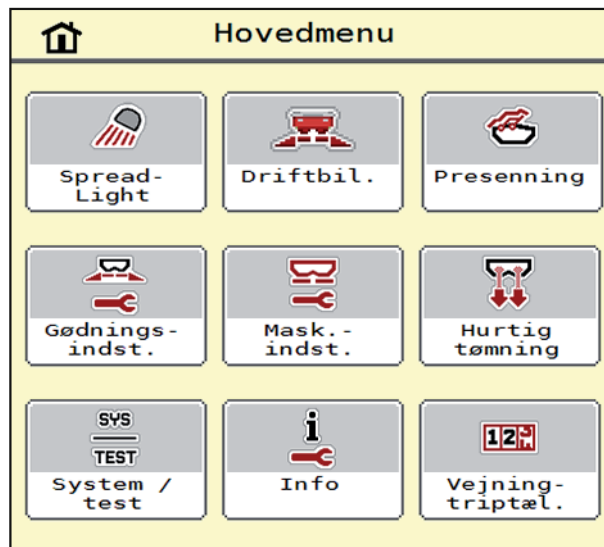 Hovedmenu
Spread-
Light
Driftbil.
Presenning
Gødnings-
indst.
Mask.-
indst.
Hurtig
tømning
SYS
TEST
System /
test
i
Info
12
Vejning-
triptæl.